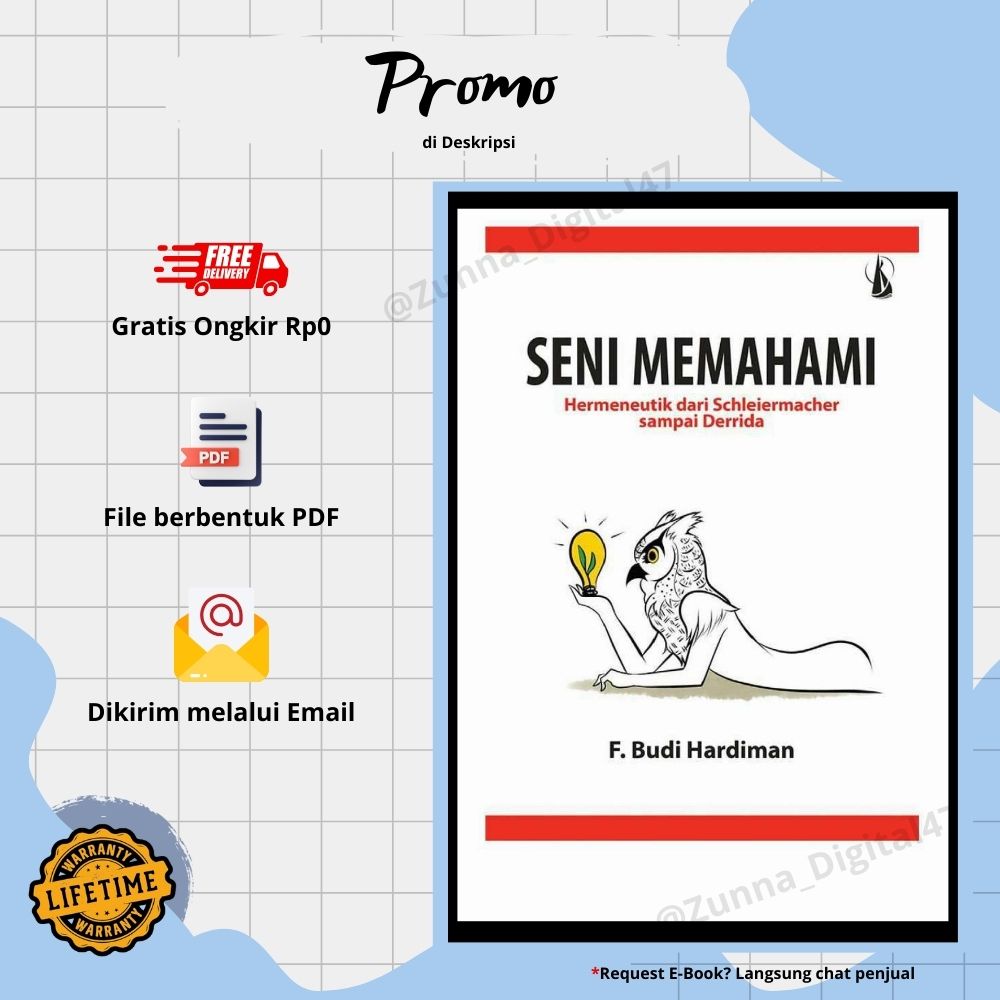 Promo
di Deskripsi
FREE
DELIVERY
Gratis Ongkir Rp0
PDF
File berbentuk PDF
@
Dikirim melalui Email
WARRANTY
LIFETIME
WARRANTY
@Zunna_Digital47
SENI MEMAHAMI
Hermeneutik dari Schleiermacher
sampai Derrida
F. Budi Hardiman
@Zunna_Digital47
*Request E-Book? Langsung chat penjual